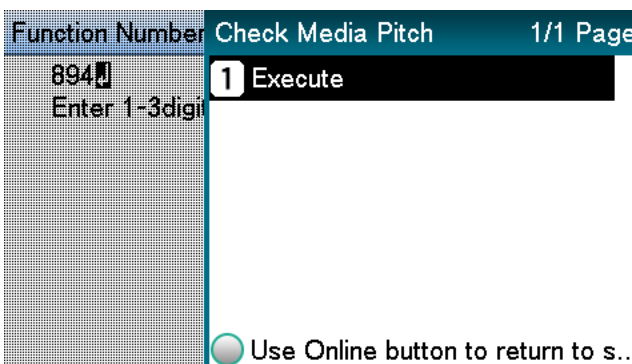 Function Number
894
Enter 1-3digi
Check Media Pitch 1/1 Page
1 Execute
Use Online button to return to s..